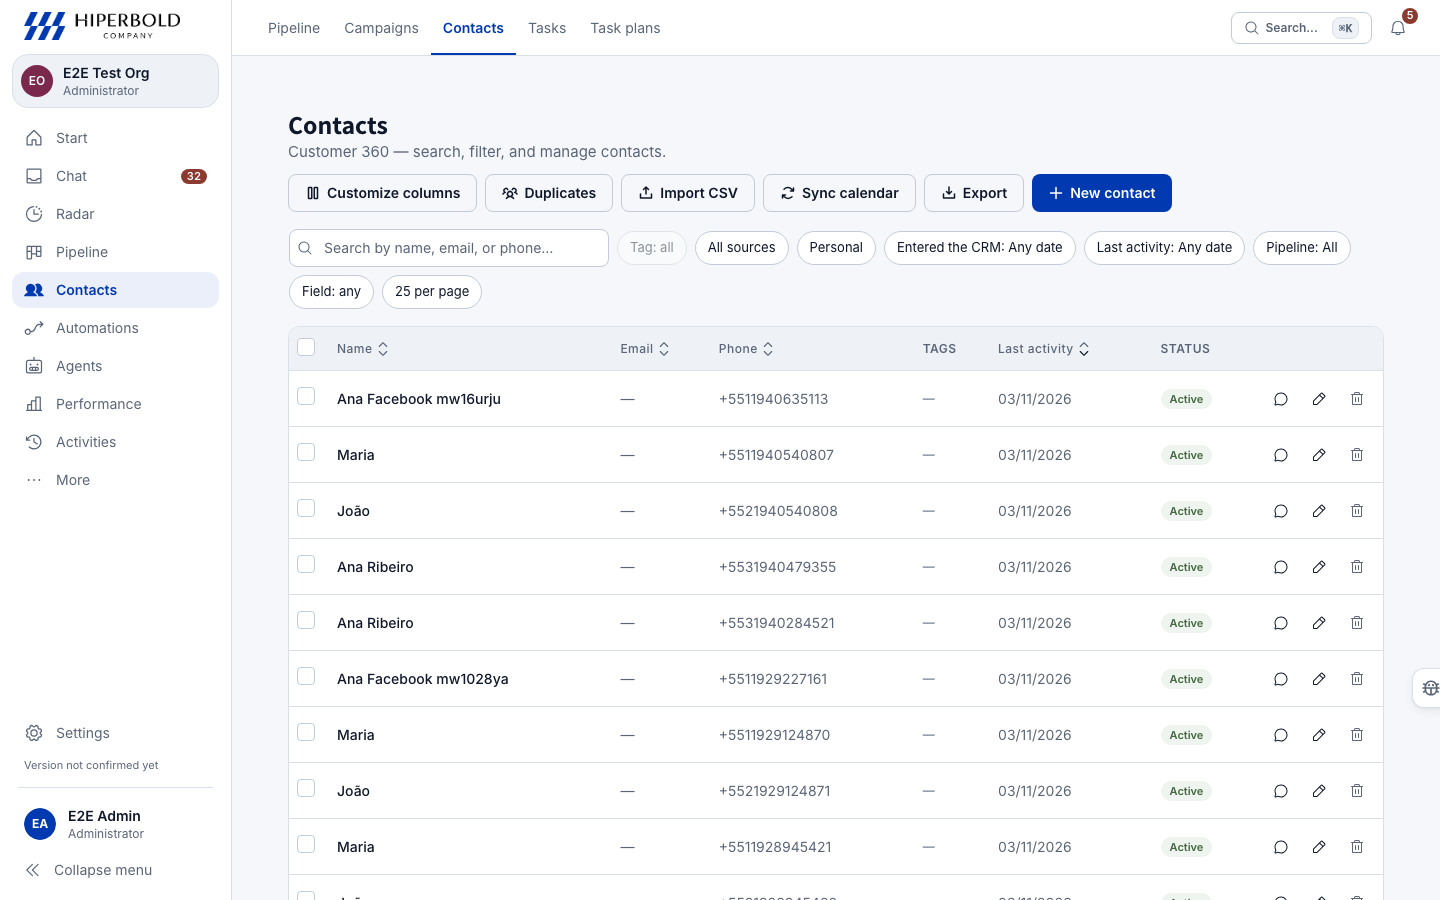 HIPERBOLD
COMPANY
EO
E2E Test Org
Administrator
Start
Chat
32
Radar
Pipeline
Contacts
Automations
Agents
Performance
Activities
More
Settings
Version not confirmed yet
EA
E2E Admin
Administrator
Collapse menu
Pipeline
Campaigns
Contacts
Tasks
Task plans
Search...
⌘K
5
Contacts
Customer 360 — search, filter, and manage contacts.
Customize columns
Duplicates
Import CSV
Sync calendar
Export
New contact
Search by name, email, or phone...
Tag: all
All sources
Personal
Entered the CRM: Any date
Last activity: Any date
Pipeline: All
Field: any
25 per page
Name Email Phone TAGS Last activity STATUS
Ana Facebook mw16urju — +5511940635113 — 03/11/2026 Active
Maria — +5511940540807 — 03/11/2026 Active
João — +5521940540808 — 03/11/2026 Active
Ana Ribeiro — +5531940479355 — 03/11/2026 Active
Ana Ribeiro — +5531940284521 — 03/11/2026 Active
Ana Facebook mw1028ya — +5511929227161 — 03/11/2026 Active
Maria — +5511929124870 — 03/11/2026 Active
João — +5521929124871 — 03/11/2026 Active
Maria — +5511928945421 — 03/11/2026 Active